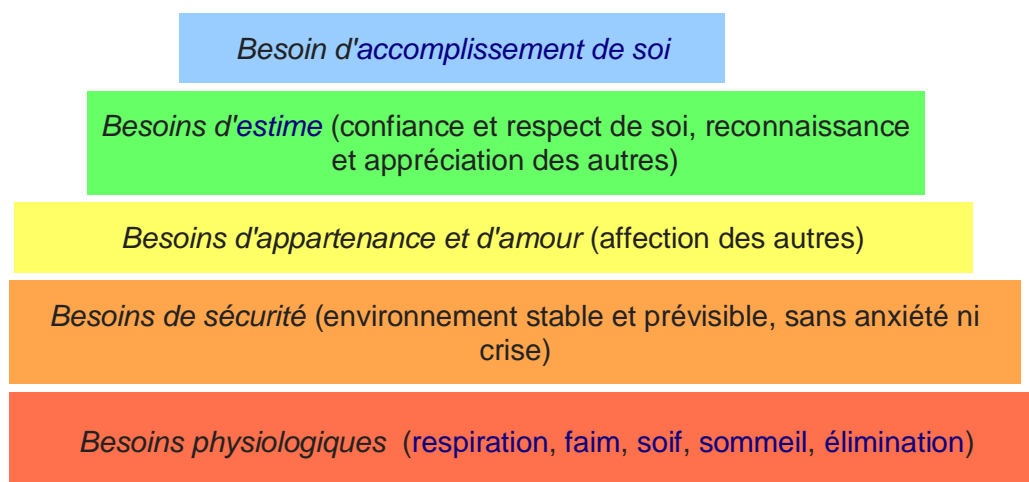 Besoin d'accomplissement de soi
Besoins d'estime (confiance et respect de soi, reconnaissance
et appréciation des autres)
Besoins d'appartenance et d'amour (affection des autres)
Besoins de sécurité (environnement stable et prévisible, sans anxiété ni
crise)
Besoins physiologiques (respiration, faim, soif, sommeil, élimination)